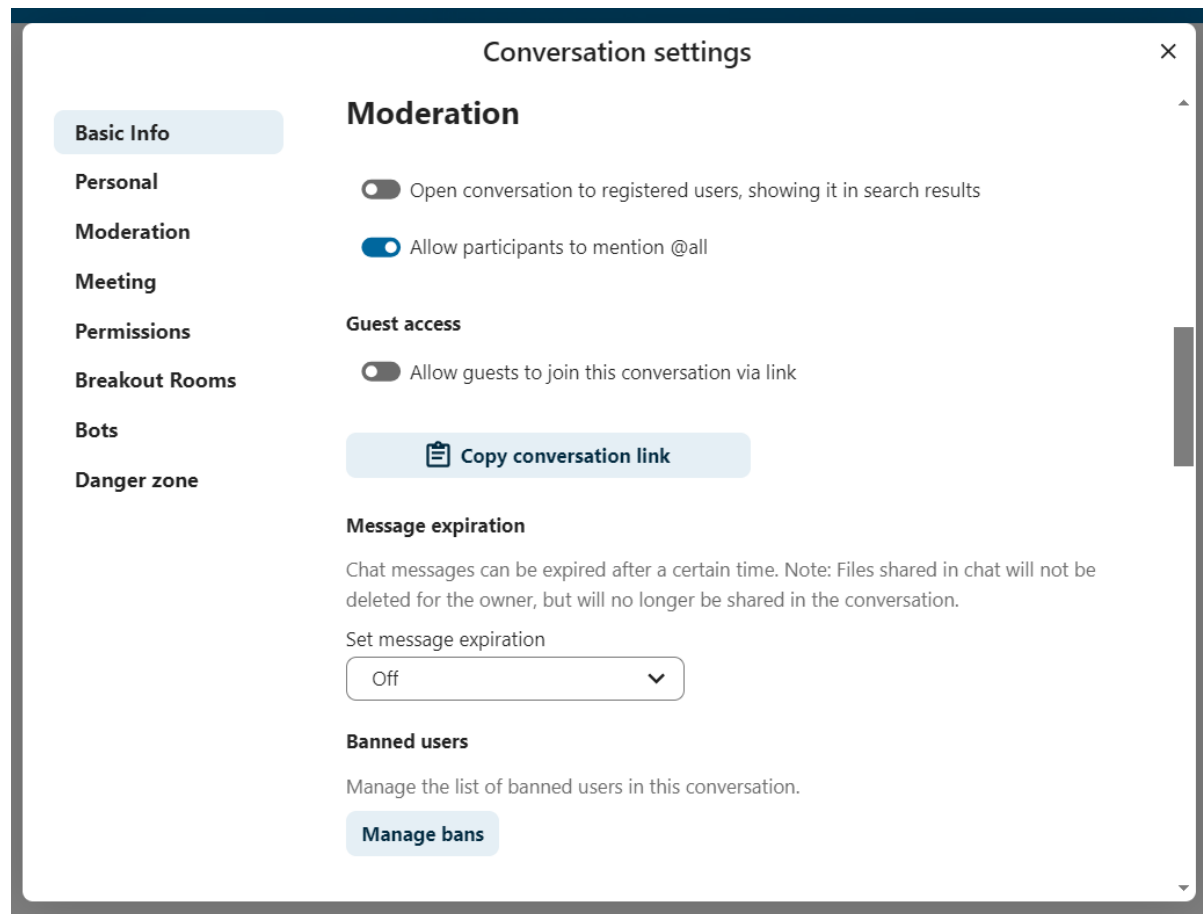 Conversation settings
Basic Info
Personal
Moderation
Meeting
Permissions
Breakout Rooms
Bots
Danger zone
Moderation
Open conversation to registered users, showing it in search results
Allow participants to mention @all
Guest access
Allow guests to join this conversation via link
Copy conversation link
Message expiration
Chat messages can be expired after a certain time. Note: Files shared in chat will not be
deleted for the owner, but will no longer be shared in the conversation.
Set message expiration
Off
Banned users
Manage the list of banned users in this conversation.
Manage bans